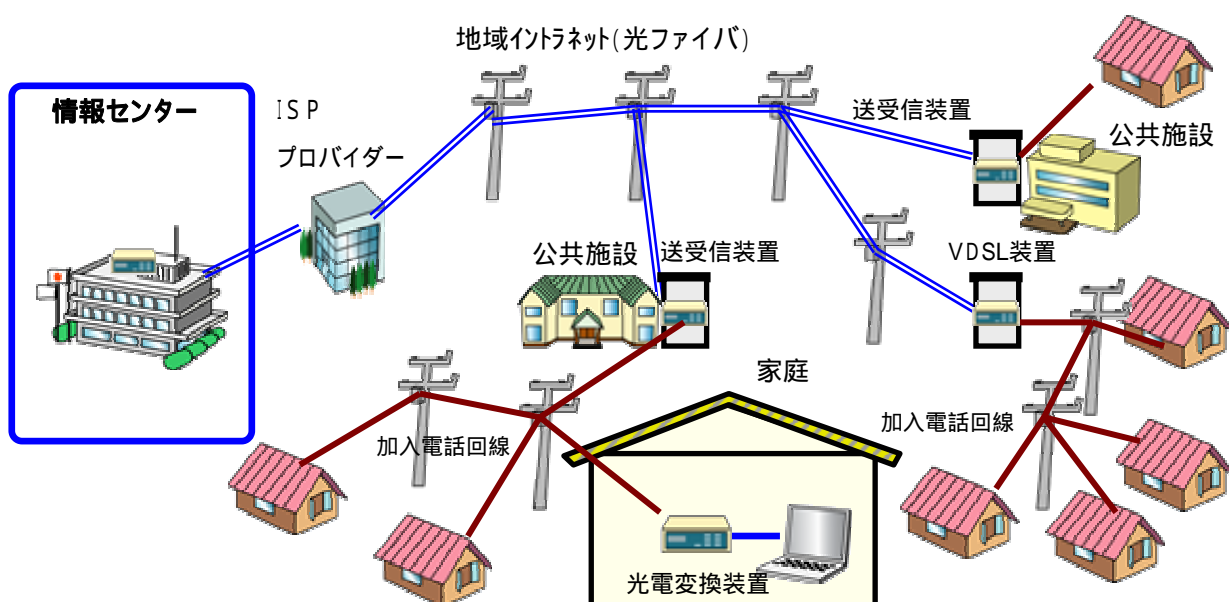 地域イントラネット(光ファイバ)
情報センター
ISP
プロバイダー
送受信装置
公共施設
公共施設
送受信装置
VDSL装置
家庭
加入電話回線
加入電話回線
光電変換装置